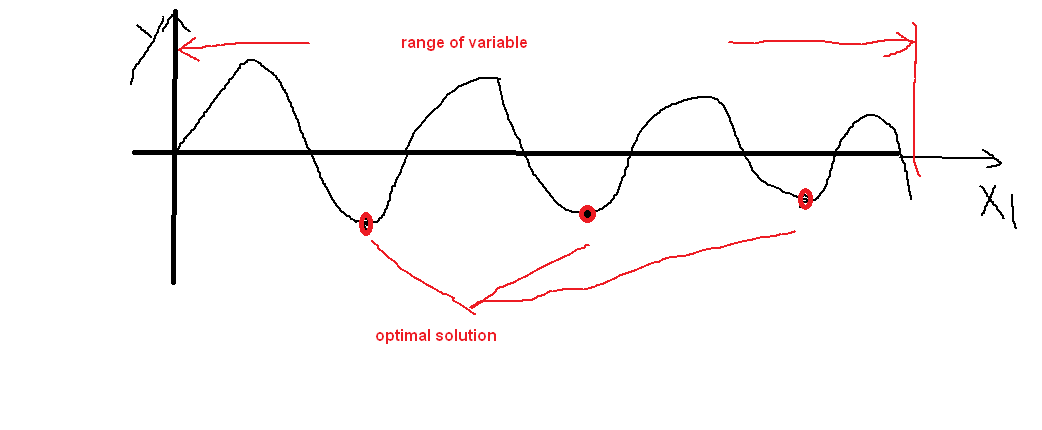 Y
range of variable
X1
optimal solution